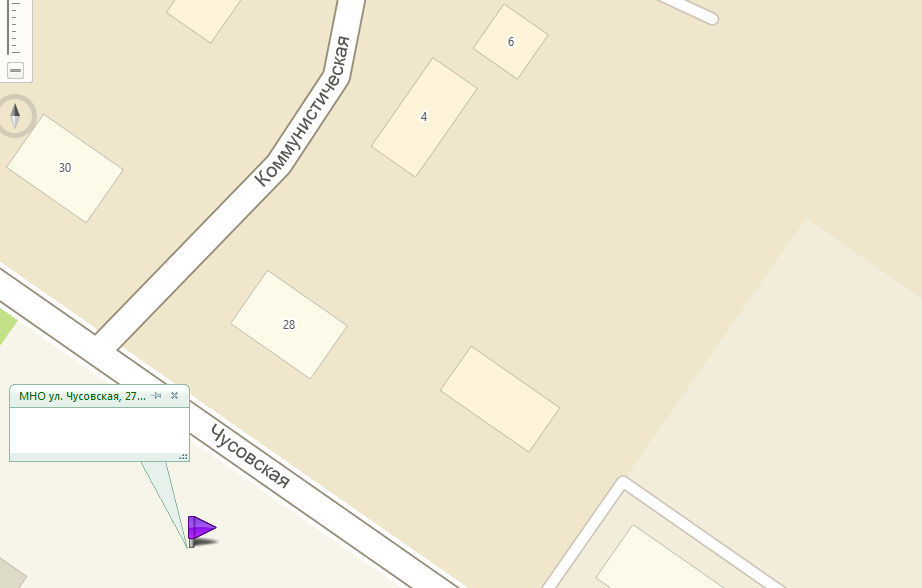 6
Коммунистическая
4
30
28
МНО ул. Чусовская, 27...
Чусовская